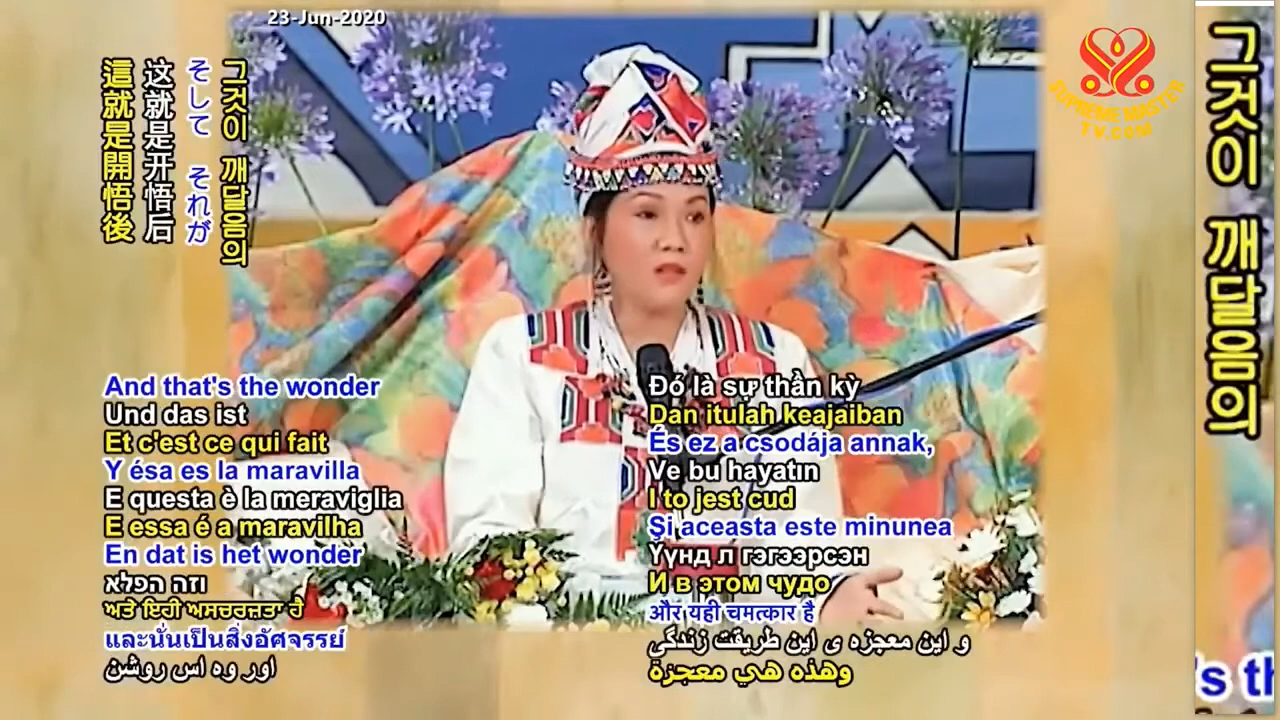 23-Jun-2020
SUPREME MASTER
TV.COM
그것이 깨달음의
そして それが
这就是开悟后
這就是開悟後
And that's the wonder
Und das ist
Et c'est ce qui fait
Y ésa es la maravilla
E questa è la meraviglia
E essa é a maravilha
En dat is het wonder
וזה הפלא
ਅਤੇ ਇਹੀ ਅਸਚਰਜਤਾ ਹੈ
และนั่นเป็นสิ่งอัศจรรย์
اور وہ اس روشن
Đó là sự thần kỳ
Dan itulah keajaiban
És ez a csodája annak,
Ve bu hayatın
I to jest cud
Şi aceasta este minunea
Үүнд л гэгээрсэн
И в этом чудо
और यही चमत्कार है
و این معجزه ی این طریقت زندگی
وهذه هي معجزة
그것이 깨달음의
's th